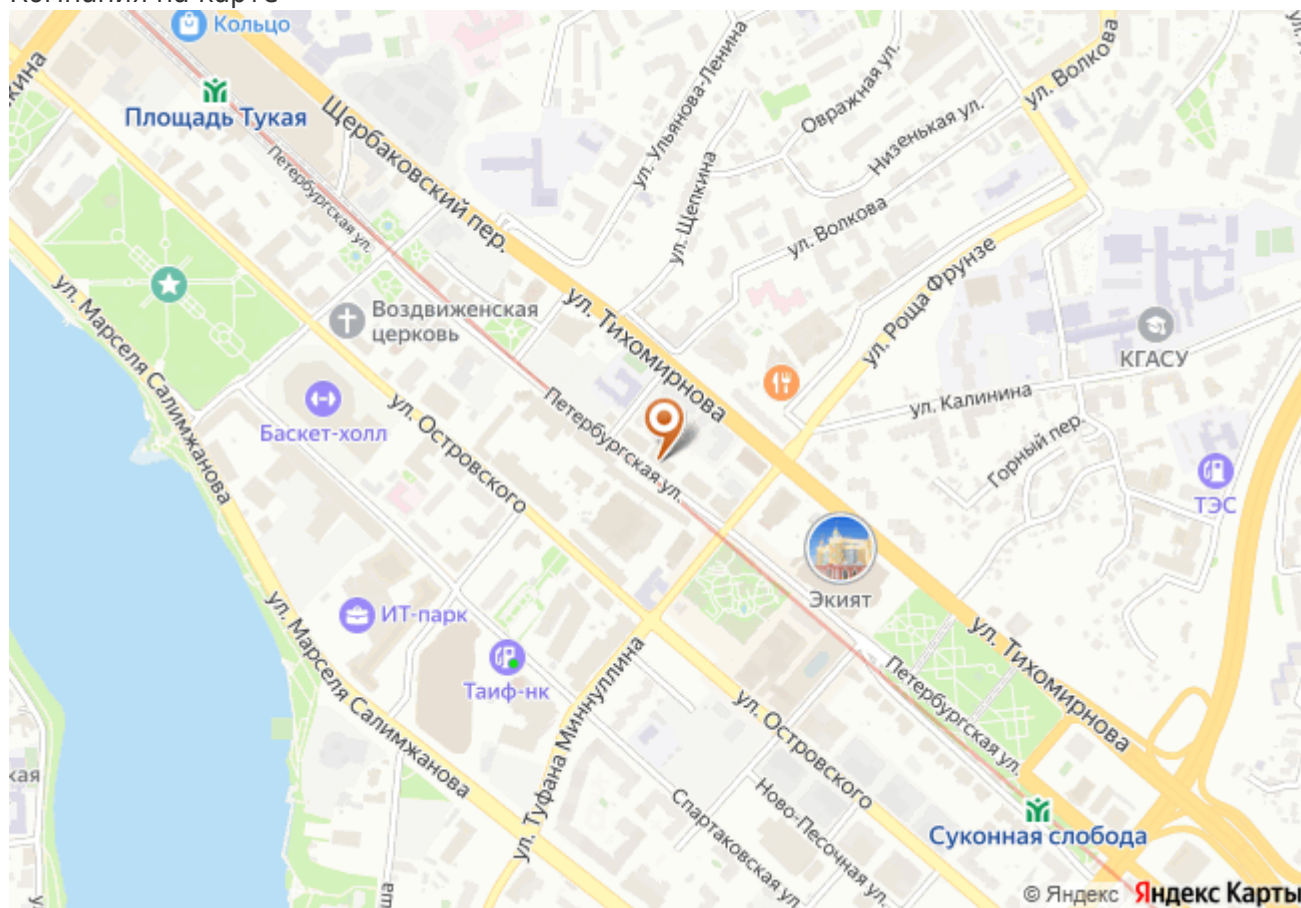 Компания на карте
Кольцо
Площадь Тукая
Щербаковский пер.
Петербургская ул.
ул. Ульянова-Ленина
Овражная ул.
ул. Волкова
Низенькая ул.
ул. Щепкина
ул. Волкова
ул. Марселя Салимжанова
Воздвиженская
церковь
ул. Тихомирнова
ул. Роща Фрунзе
КГАСУ
Баскет-холл
ул. Островского
Петербургская ул.
ул. Калинина
Горный пер.
ТЭС
Экият
ИТ-парк
Таиф-нк
ул. Марселя Салимжанова
ул. Туфана Миннуллина
ул. Островского
Петербургская ул.
ул. Тихомирнова
Спартаковская ул.
Ново-Песочная ул.
Суконная слобода
© Яндекс Яндекс Карты